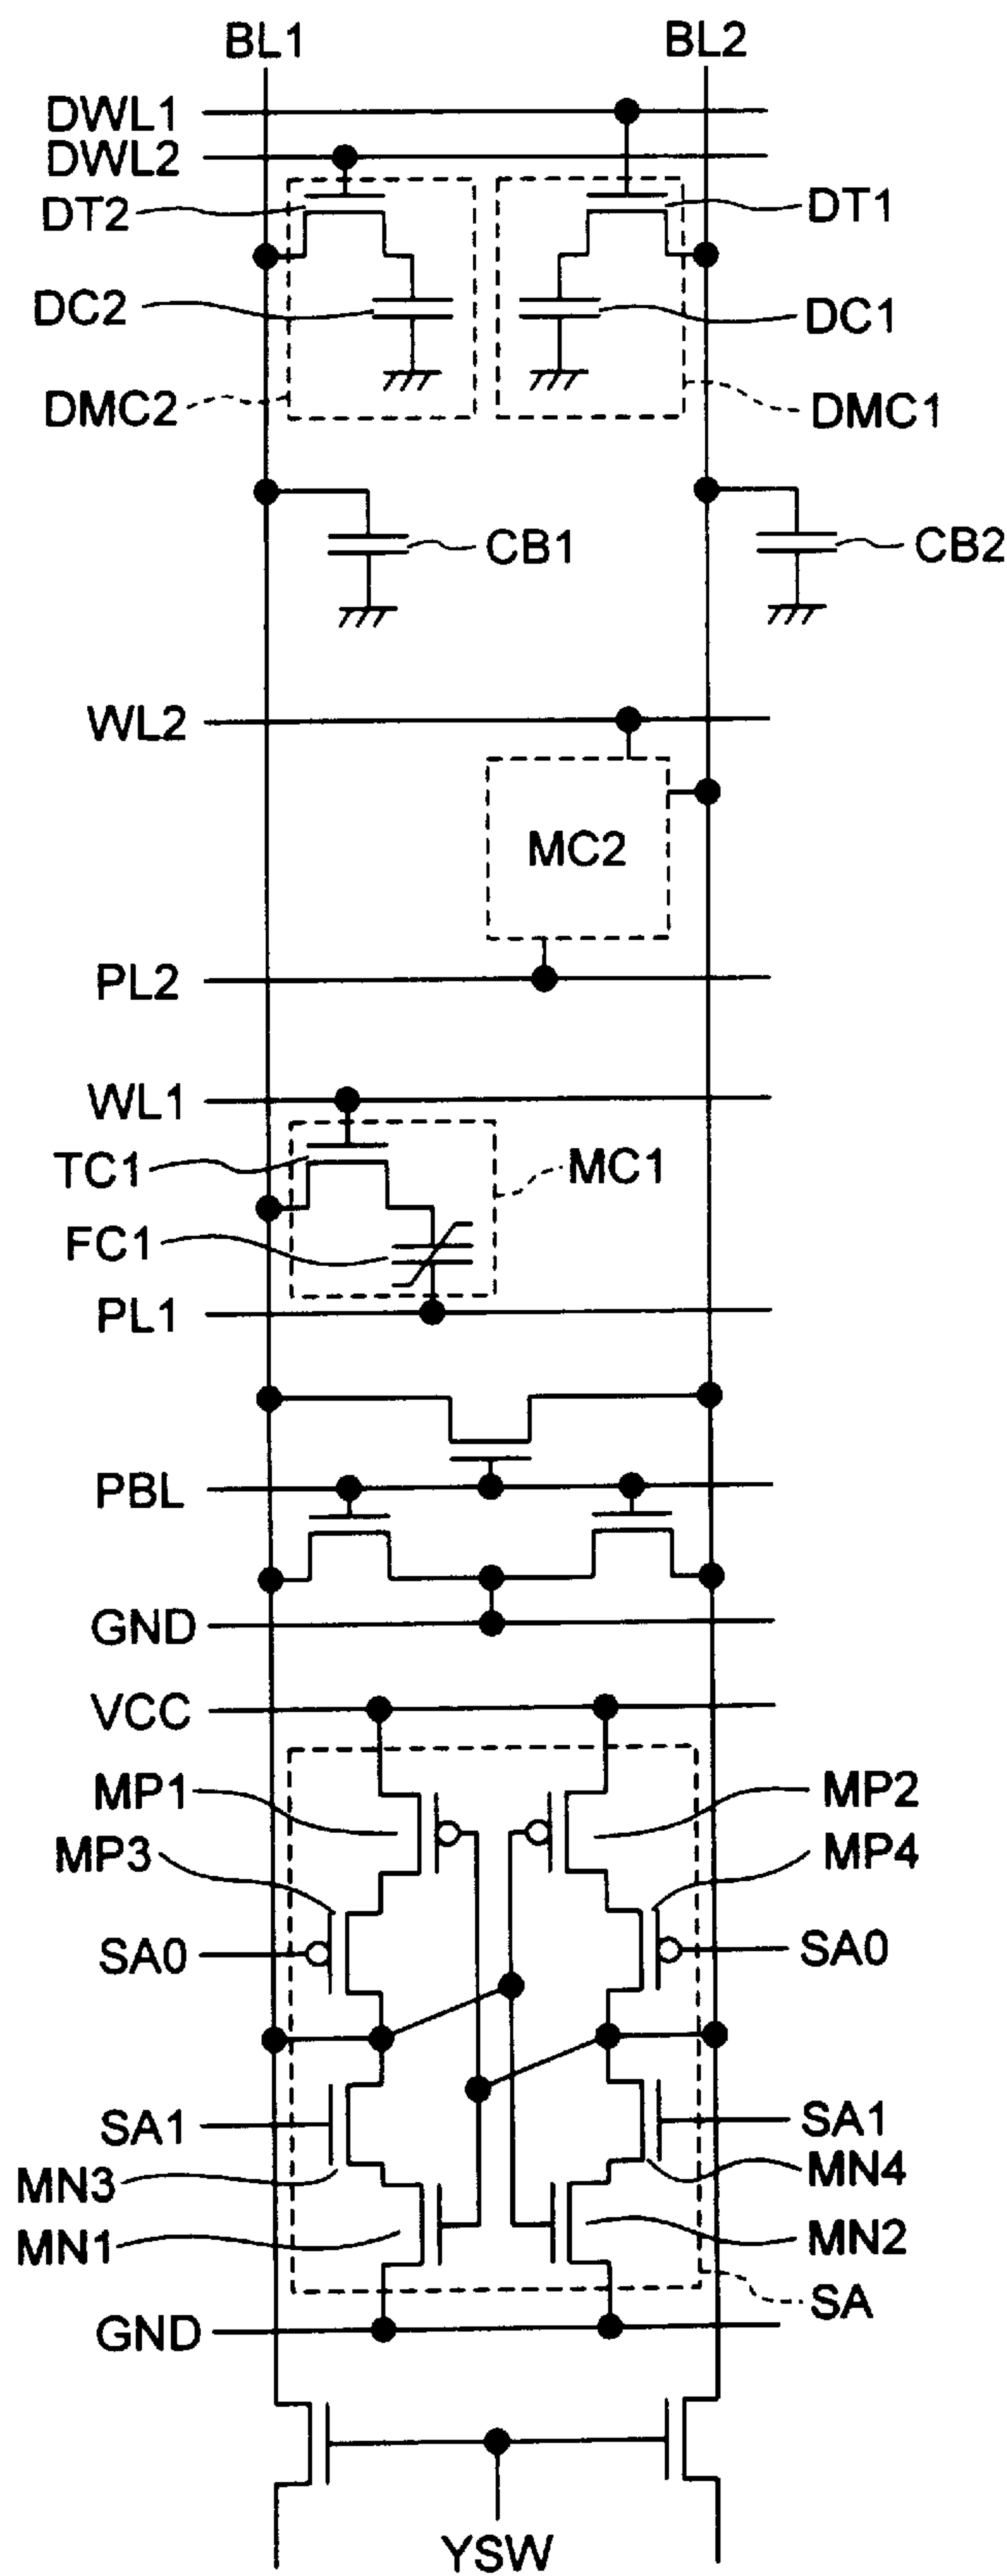 BL1 BL2
DWL1
DWL2
DT2 DT1
DC2 DC1
DMC2 DMC1
CB1 CB2
WL2
MC2
PL2
WL1
TC1 MC1
FC1
PL1
PBL
GND
VCC
MP1 MP2
MP3 MP4
SA0 SA0
SA1 SA1
MN3 MN4
MN1 MN2
SA
GND
YSW